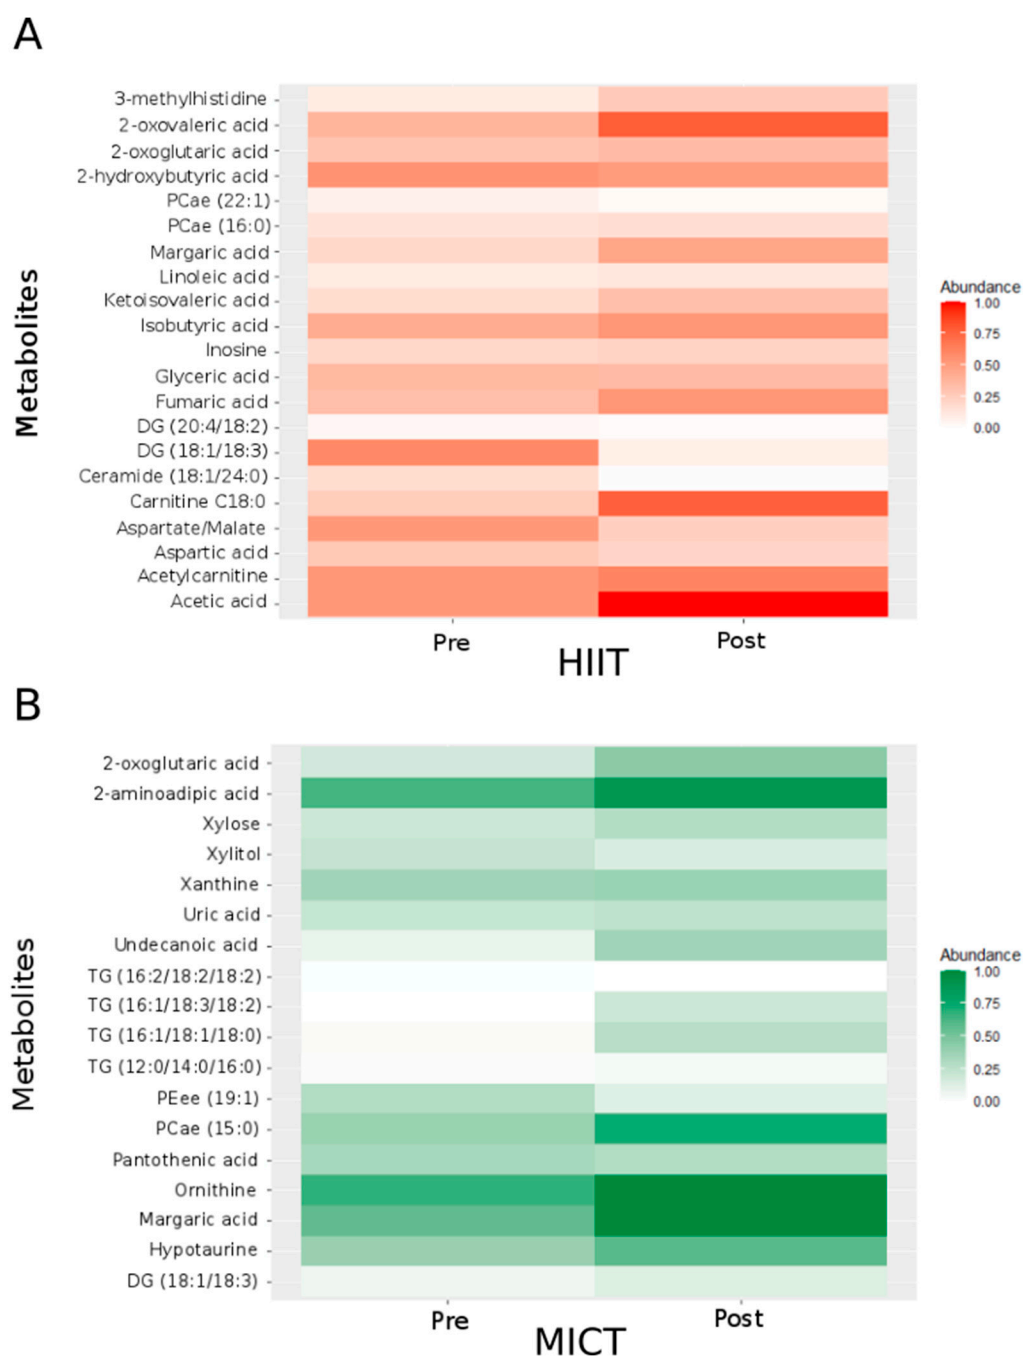 A
Metabolites
3-methylhistidine
2-oxovaleric acid
2-oxoglutaric acid
2-hydroxybutyric acid
PCae (22:1)
PCae (16:0)
Margaric acid
Linoleic acid
Ketoisovaleric acid
Isobutyric acid
Inosine
Glyceric acid
Fumaric acid
DG (20:4/18:2)
DG (18:1/18:3)
Ceramide (18:1/24:0)
Carnitine C18:0
Aspartate/Malate
Aspartic acid
Acetylcarnitine
Acetic acid
Abundance
1.00
0.75
0.50
0.25
0.00
Pre
Post
HIIT
B
Metabolites
2-oxoglutaric acid
2-aminoadipic acid
Xylose
Xylitol
Xanthine
Uric acid
Undecanoic acid
TG (16:2/18:2/18:2)
TG (16:1/18:3/18:2)
TG (16:1/18:1/18:0)
TG (12:0/14:0/16:0)
PEee (19:1)
PCae (15:0)
Pantothenic acid
Ornithine
Margaric acid
Hypotaurine
DG (18:1/18:3)
Abundance
1.00
0.75
0.50
0.25
0.00
Pre
Post
MICT